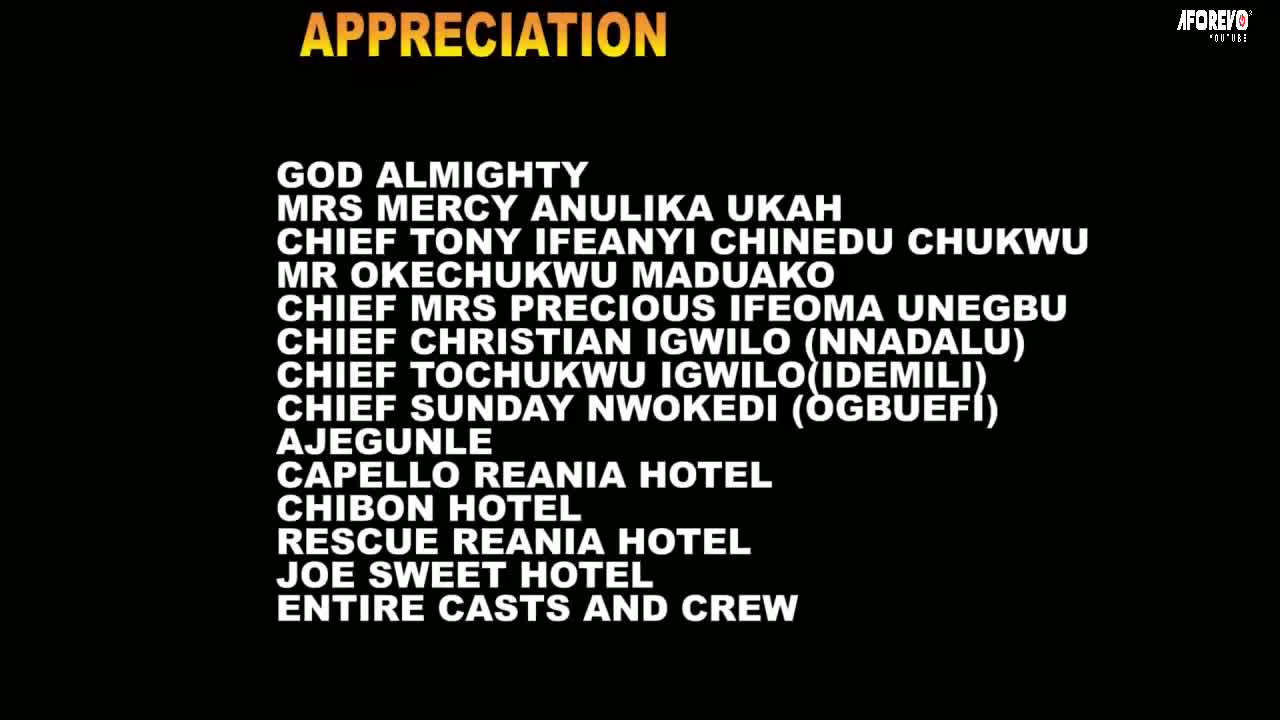 APPRECIATION
AFOREVO
YOUTUBE
GOD ALMIGHTY
MRS MERCY ANULIKA UKAH
CHIEF TONY IFEANYI CHINEDU CHUKWU
MR OKECHUKWU MADUAKO
CHIEF MRS PRECIOUS IFEOMA UNEGBU
CHIEF CHRISTIAN IGWILO (NNADALU)
CHIEF TOCHUKWU IGWILO(IDEMILI)
CHIEF SUNDAY NWOKEDI (OGBUEFI)
AJEGUNLE
CAPELLO REANIA HOTEL
CHIBON HOTEL
RESCUE REANIA HOTEL
JOE SWEET HOTEL
ENTIRE CASTS AND CREW